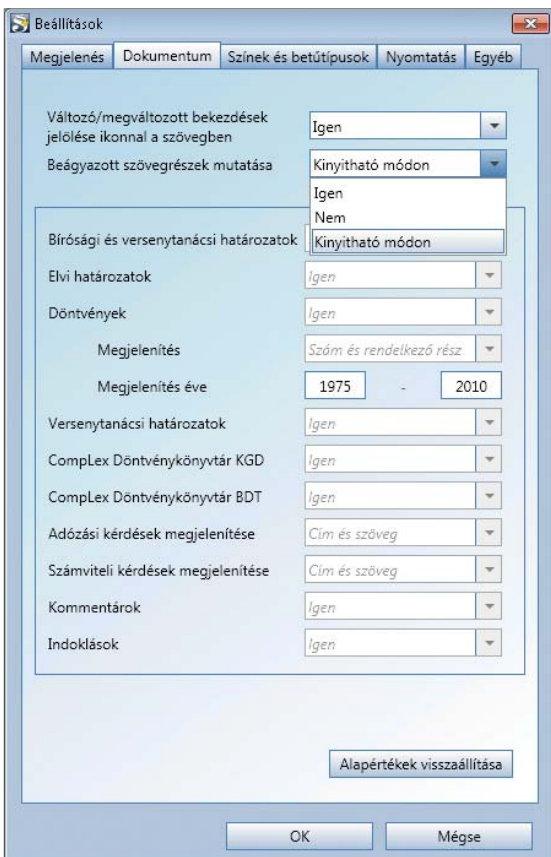 Beállítások
Megjelenés Dokumentum Színek és betűtípusok Nyomtatás Egyéb
Változó/megváltozott bekezdések
jelölése ikonnal a szövegben
Igen
Beágyazott szövegrészek mutatása Kinyitható módon
Igen
Nem
Kinyitható módon
Bírósági és versenytanácsi határozatok
Elvi határozatok Igen
Döntvények Igen
Megjelenítés Szám és rendelkező rész
Megjelenítés éve 1975 - 2010
Versenytanácsi határozatok Igen
CompLex Döntvénykönyvtár KGD Igen
CompLex Döntvénykönyvtár BDT Igen
Adózási kérdések megjelenítése Cím és szöveg
Számviteli kérdések megjelenítése Cím és szöveg
Kommentárok Igen
Indoklások Igen
Alapértékek visszaállítása
OK Mégse